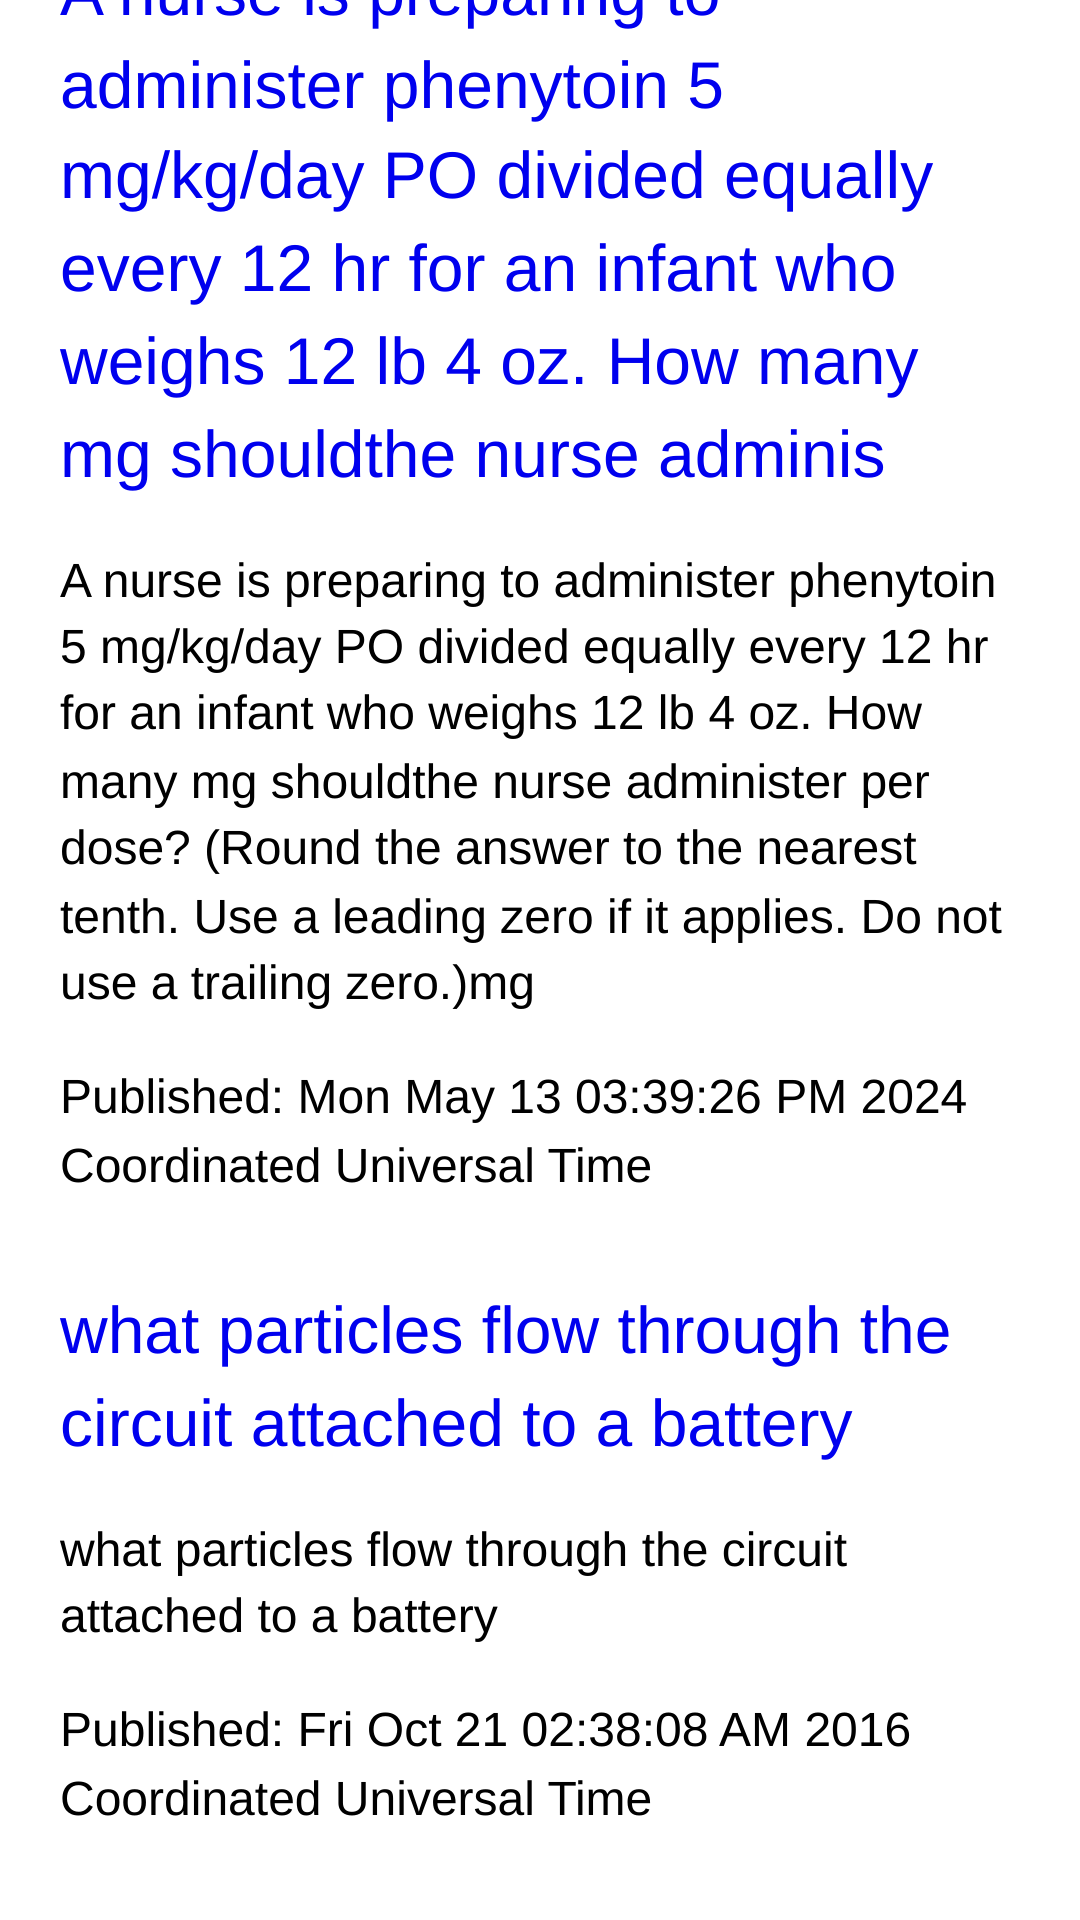 A nurse is preparing to
administer phenytoin 5
mg/kg/day PO divided equally
every 12 hr for an infant who
weighs 12 lb 4 oz. How many
mg shouldthe nurse adminis
A nurse is preparing to administer phenytoin
5 mg/kg/day PO divided equally every 12 hr
for an infant who weighs 12 lb 4 oz. How
many mg shouldthe nurse administer per
dose? (Round the answer to the nearest
tenth. Use a leading zero if it applies. Do not
use a trailing zero.)mg
Published: Mon May 13 03:39:26 PM 2024
Coordinated Universal Time
what particles flow through the
circuit attached to a battery
what particles flow through the circuit
attached to a battery
Published: Fri Oct 21 02:38:08 AM 2016
Coordinated Universal Time